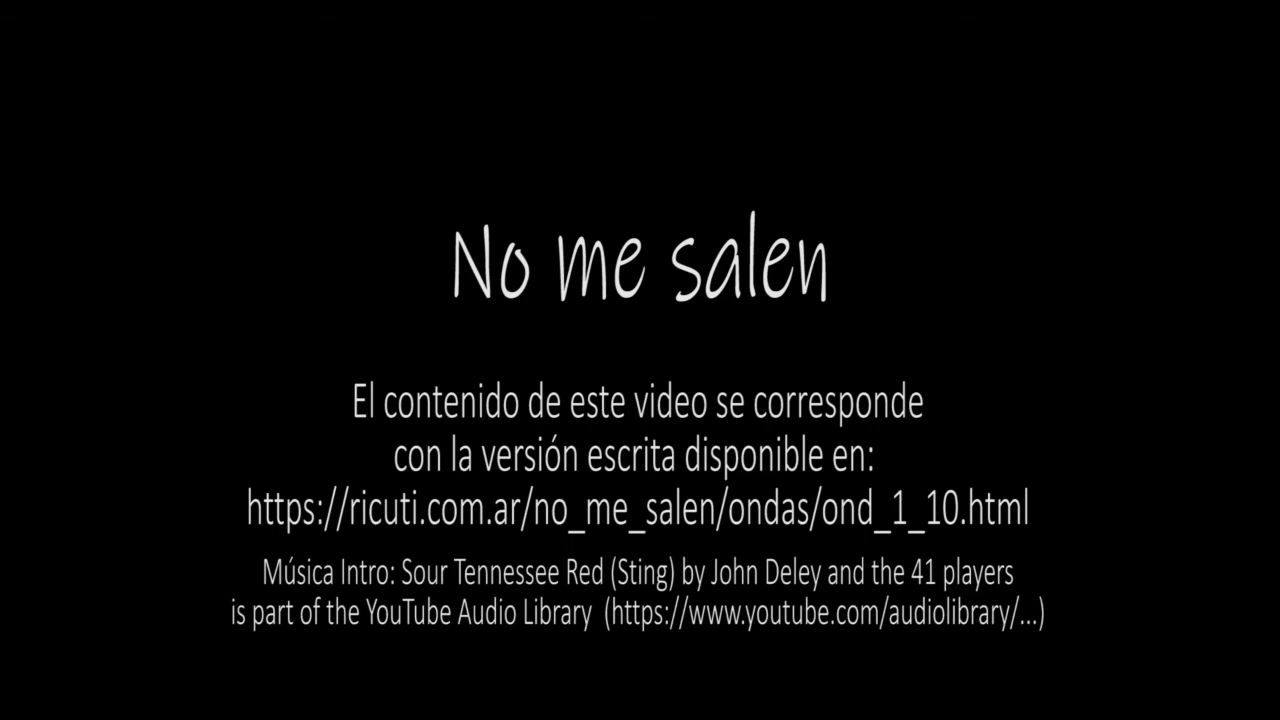 No me salen
El contenido de este video se corresponde
con la versión escrita disponible en:
https://ricuti.com.ar/no_me_salen/ondas/ond_1_10.html
Música Intro: Sour Tennessee Red (Sting) by John Deley and the 41 players
is part of the YouTube Audio Library (https://www.youtube.com/audiolibrary/...)